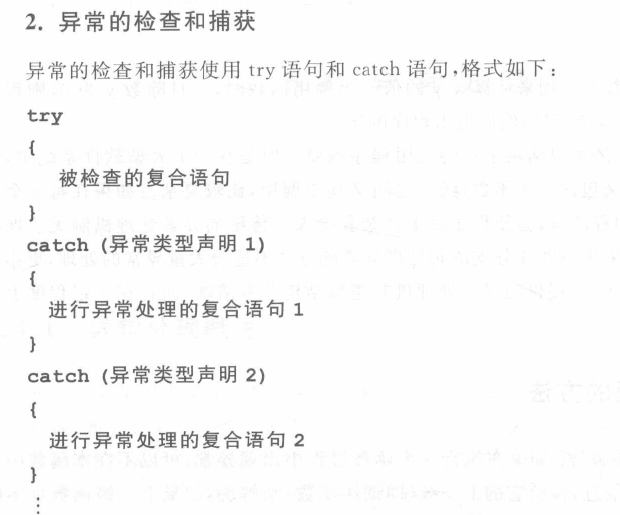 2. 异常的检查和捕获
异常的检查和捕获使用 try 语句和 catch 语句,格式如下:
try
{
被检查的复合语句
}
catch (异常类型声明 1)
{
进行异常处理的复合语句 1
}
catch (异常类型声明 2)
{
进行异常处理的复合语句 2
}
⋮